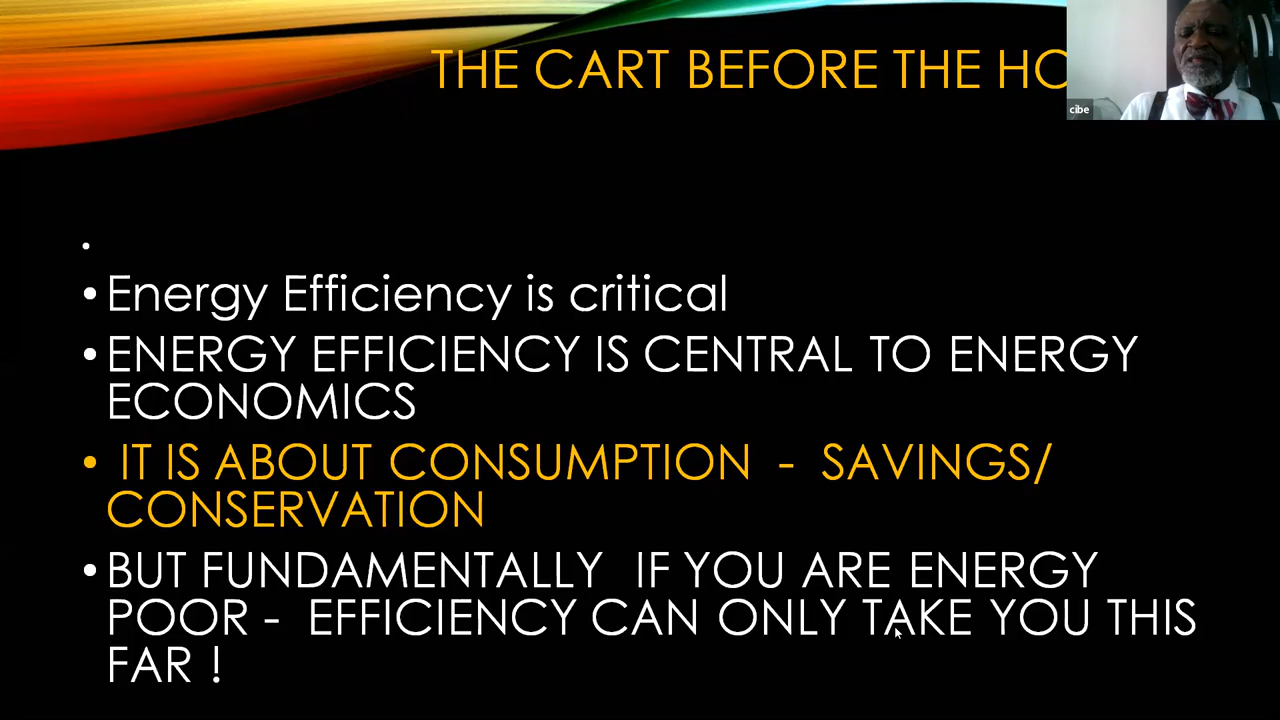 THE CART BEFORE THE HO
cibe
•
• Energy Efficiency is critical
• ENERGY EFFICIENCY IS CENTRAL TO ENERGY
ECONOMICS
• IT IS ABOUT CONSUMPTION - SAVINGS/
CONSERVATION
• BUT FUNDAMENTALLY IF YOU ARE ENERGY
POOR - EFFICIENCY CAN ONLY TAKE YOU THIS
FAR !